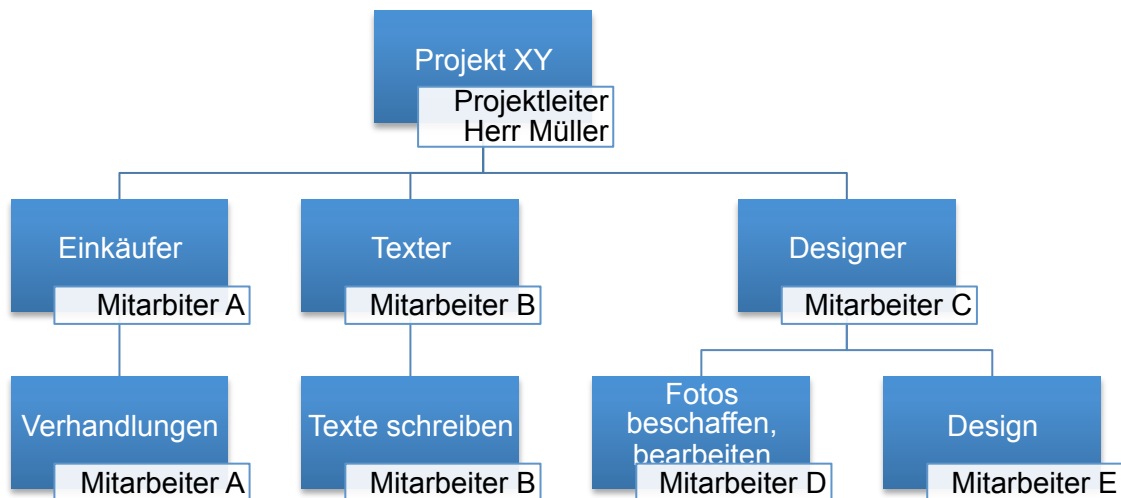 Projekt XY
Projektleiter
Herr Müller
Einkäufer
Mitarbiter A
Texter
Mitarbeiter B
Designer
Mitarbeiter C
Verhandlungen
Mitarbeiter A
Texte schreiben
Mitarbeiter B
Fotos
beschaffen,
bearbeiten
Mitarbeiter D
Design
Mitarbeiter E